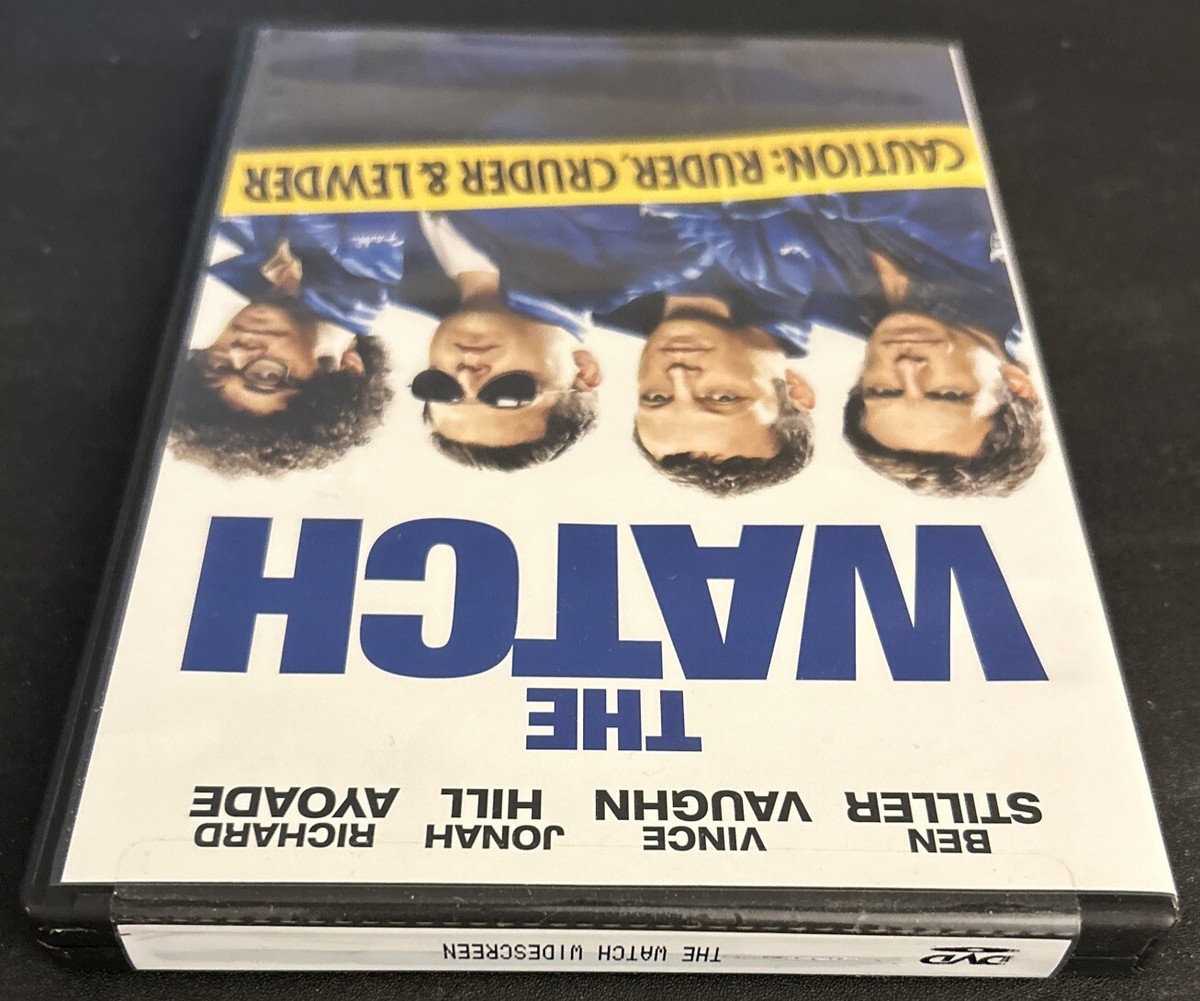 THE WATCH WIDESCREEN
DVD
BEN STILLER
VINCE VAUGHN
JONAH HILL
RICHARD AYOADE
THE
WATCH
CAUTION: RUDER, CRUDER & LEWDER